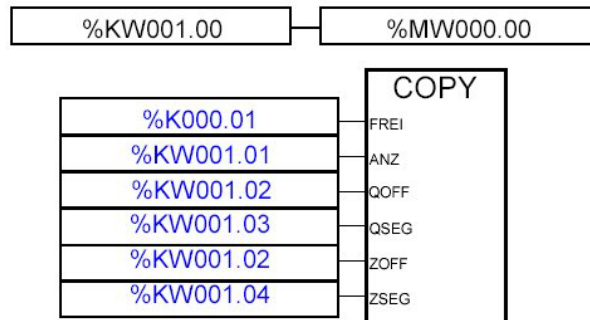 %KW001.00 %MW000.00
COPY
%K000.01 FREI
%KW001.01 ANZ
%KW001.02 QOFF
%KW001.03 QSEG
%KW001.02 ZOFF
%KW001.04 ZSEG